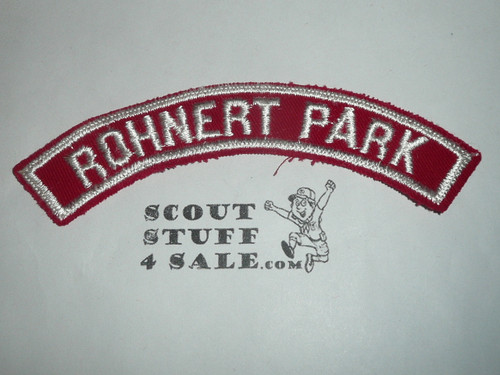 ROHNERT PARK
SCOUT
STUFF
4 SALE.COM